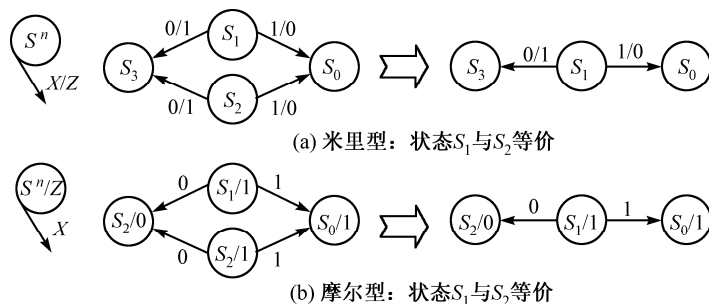 Sⁿ
X/Z
0/1 S₁ 1/0
S₃ S₀
0/1 S₂ 1/0
S₃ 0/1 S₁ 1/0 S₀
(a) 米里型：状态S₁与S₂等价
Sⁿ/Z
X
0 S₁/1 1
S₂/0 S₀/1
0 S₂/1 1
S₂/0 0 S₁/1 1 S₀/1
(b) 摩尔型：状态S₁与S₂等价